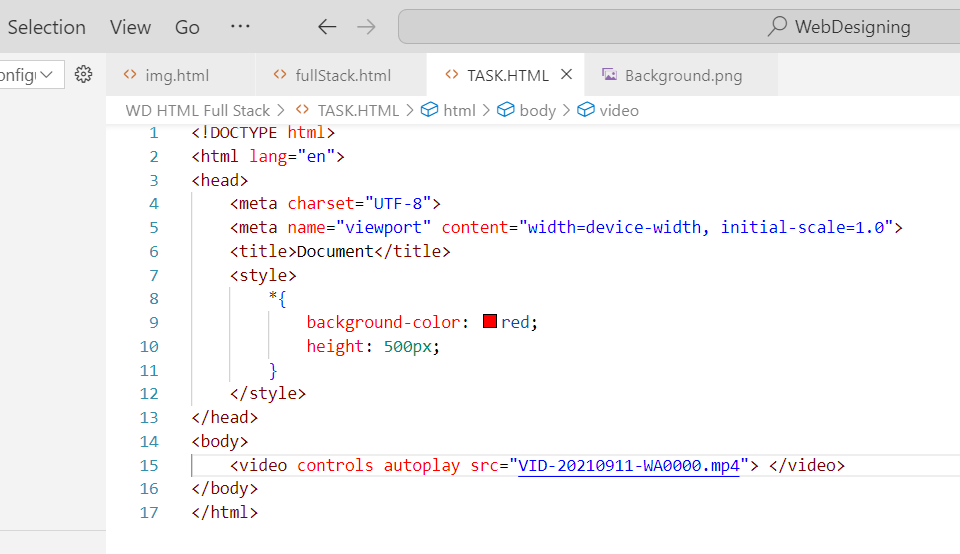 Selection View Go ··· WebDesigning
img.html fullStack.html TASK.HTML Background.png
WD HTML Full Stack > TASK.HTML > html > body > video
1 <!DOCTYPE html>
2 <html lang="en">
3 <head>
4 <meta charset="UTF-8">
5 <meta name="viewport" content="width=device-width, initial-scale=1.0">
6 <title>Document</title>
7 <style>
8 *{
9 background-color: red;
10 height: 500px;
11 }
12 </style>
13 </head>
14 <body>
15 <video controls autoplay src="VID-20210911-WA0000.mp4"> </video>
16 </body>
17 </html>